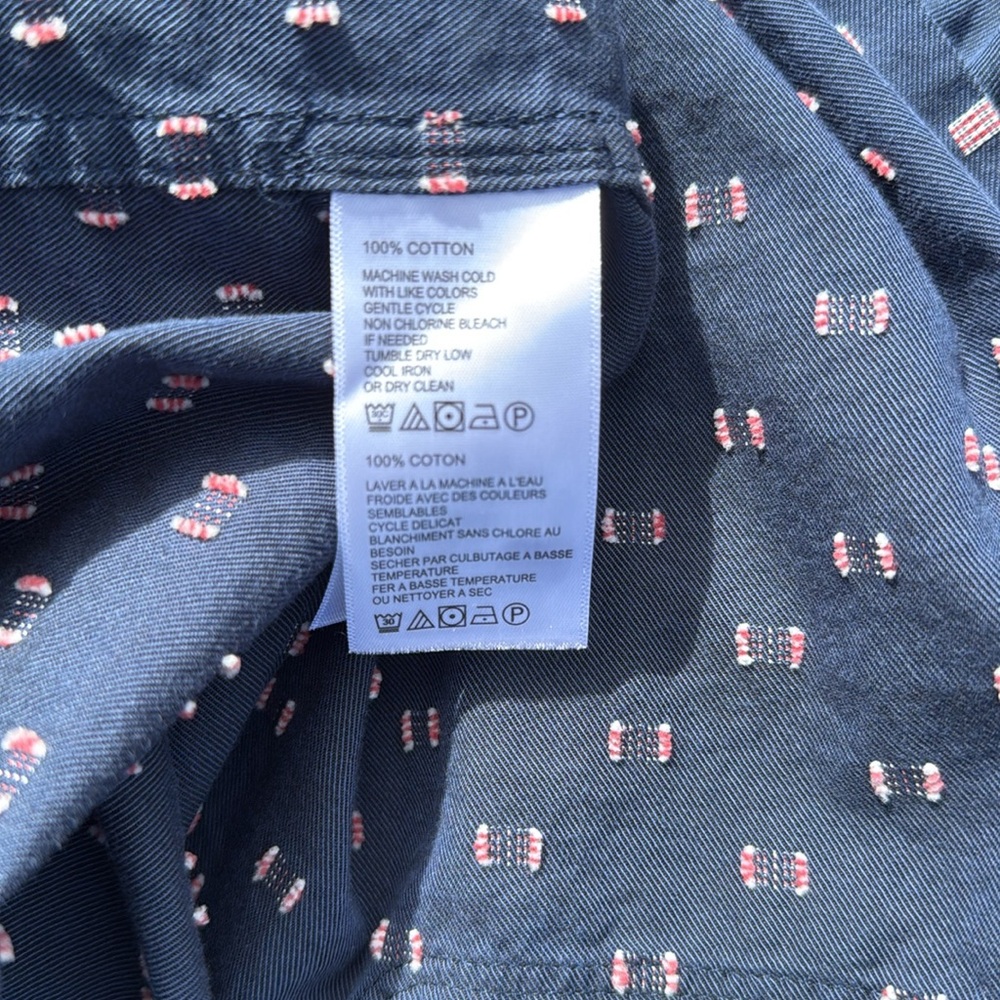 100% COTTON
MACHINE WASH COLD
WITH LIKE COLORS
GENTLE CYCLE
NON CHLORINE BLEACH
IF NEEDED
TUMBLE DRY LOW
COOL IRON
OR DRY CLEAN
30C P
100% COTON
LAVER A LA MACHINE A L'EAU
FROIDE AVEC DES COULEURS
SEMBLABLES
CYCLE DELICAT
BLANCHIMENT SANS CHLORE AU
BESOIN
SECHER PAR CULBUTAGE A BASSE
TEMPERATURE
FER A BASSE TEMPERATURE
OU NETTOYER A SEC
30 P